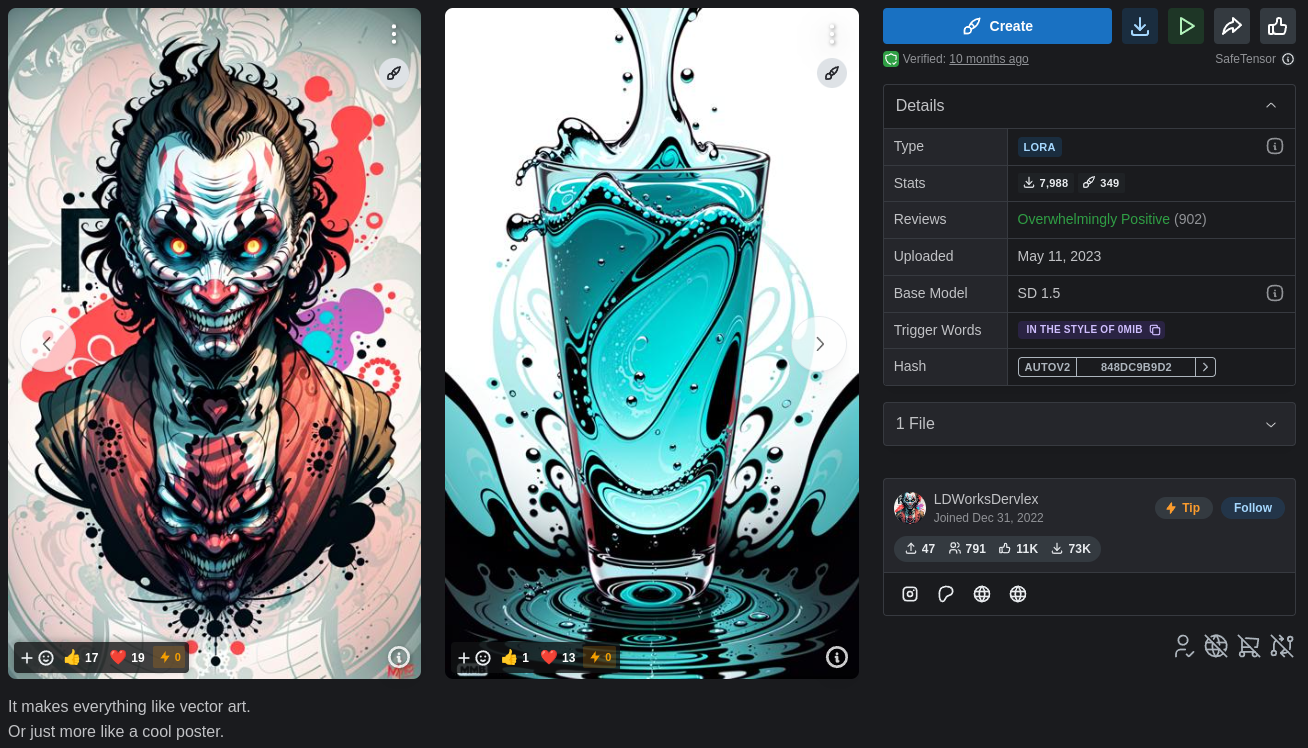 Create
Verified: 10 months ago
SafeTensor
Details
Type
LORA
Stats
7,988
349
Reviews
Overwhelmingly Positive (902)
Uploaded
May 11, 2023
Base Model
SD 1.5
Trigger Words
IN THE STYLE OF 0MIB
Hash
AUTOV2
848DC9B9D2
1 File
LDWorksDervlex
Joined Dec 31, 2022
Tip
Follow
47
791
11K
73K
17
19
0
1
13
0
It makes everything like vector art.
Or just more like a cool poster.